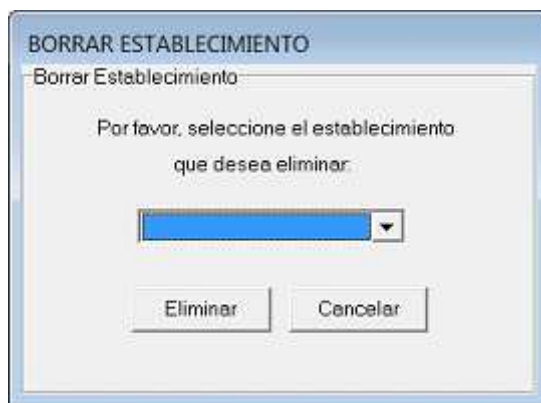 BORRAR ESTABLECIMIENTO
Borrar Establecimiento
Por favor, seleccione el establecimiento
que desea eliminar:
Eliminar
Cancelar